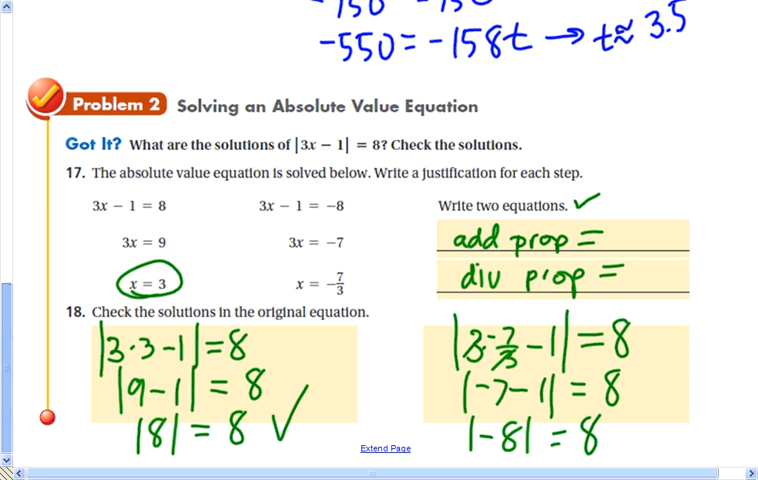 -150 -150
-550 = -158t → t ≈ 3.5
Problem 2 Solving an Absolute Value Equation
Got It? What are the solutions of |3x − 1| = 8? Check the solutions.
17. The absolute value equation is solved below. Write a justification for each step.
3x − 1 = 8 3x − 1 = −8 Write two equations. ✓
3x = 9 3x = −7 add prop =
x = 3 x = −7/3 div prop =
18. Check the solutions in the original equation.
|3·3 -1| = 8 |3·-7/3 -1| = 8
|9 - 1| = 8 |-7 - 1| = 8
|8| = 8 ✓ |-8| = 8
Extend Page